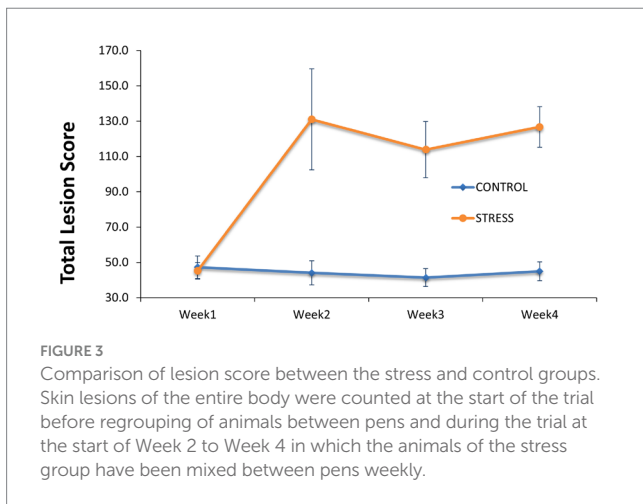 170.0
150.0
130.0
110.0
90.0
70.0
50.0
30.0
Total Lesion Score
CONTROL
STRESS
Week1 Week2 Week3 Week4
FIGURE 3
Comparison of lesion score between the stress and control groups.
Skin lesions of the entire body were counted at the start of the trial
before regrouping of animals between pens and during the trial at
the start of Week 2 to Week 4 in which the animals of the stress
group have been mixed between pens weekly.